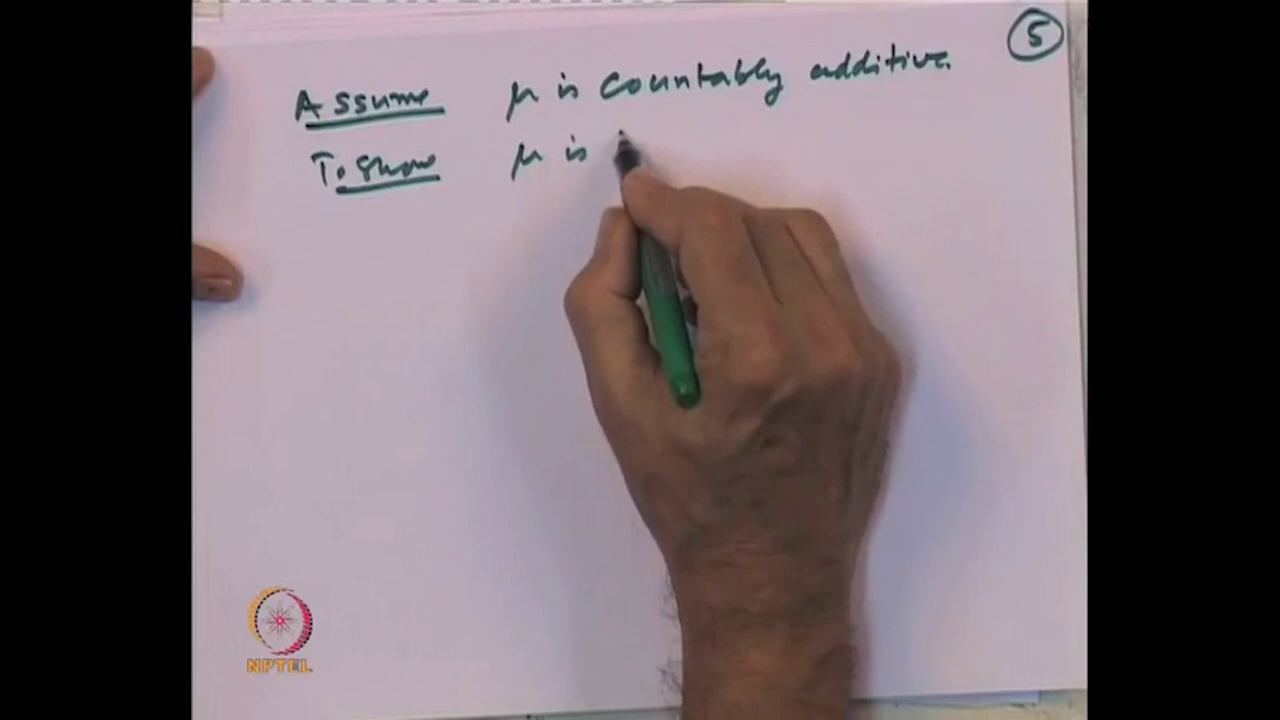 5
Assume μ is countably additive.
To Show μ is
NPTEL